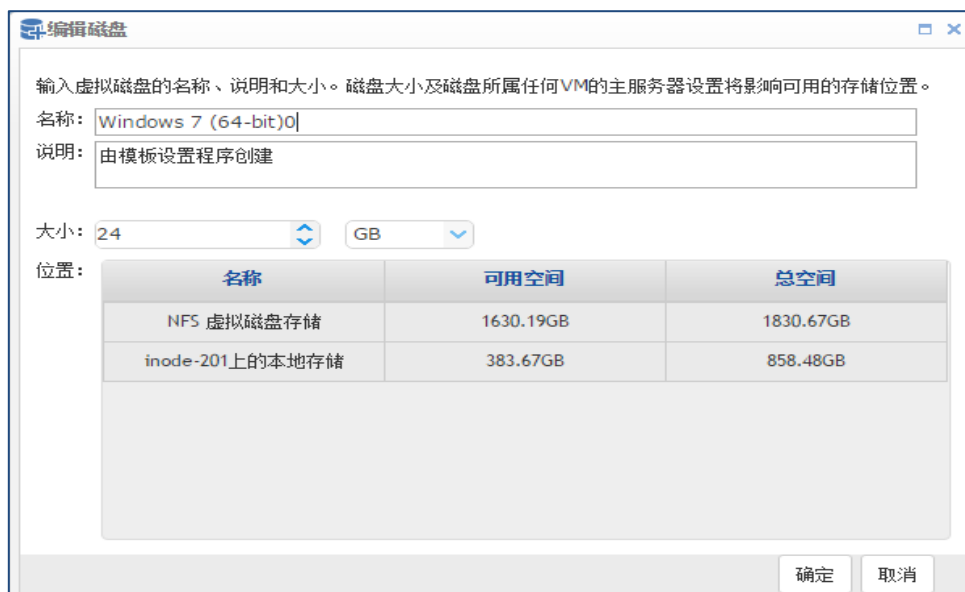 编辑磁盘
输入虚拟磁盘的名称、说明和大小。磁盘大小及磁盘所属任何VM的主服务器设置将影响可用的存储位置。
名称: Windows 7 (64-bit)0
说明: 由模板设置程序创建
大小: 24 GB
位置: 名称 可用空间 总空间
NFS 虚拟磁盘存储 1630.19GB 1830.67GB
inode-201上的本地存储 383.67GB 858.48GB
确定 取消